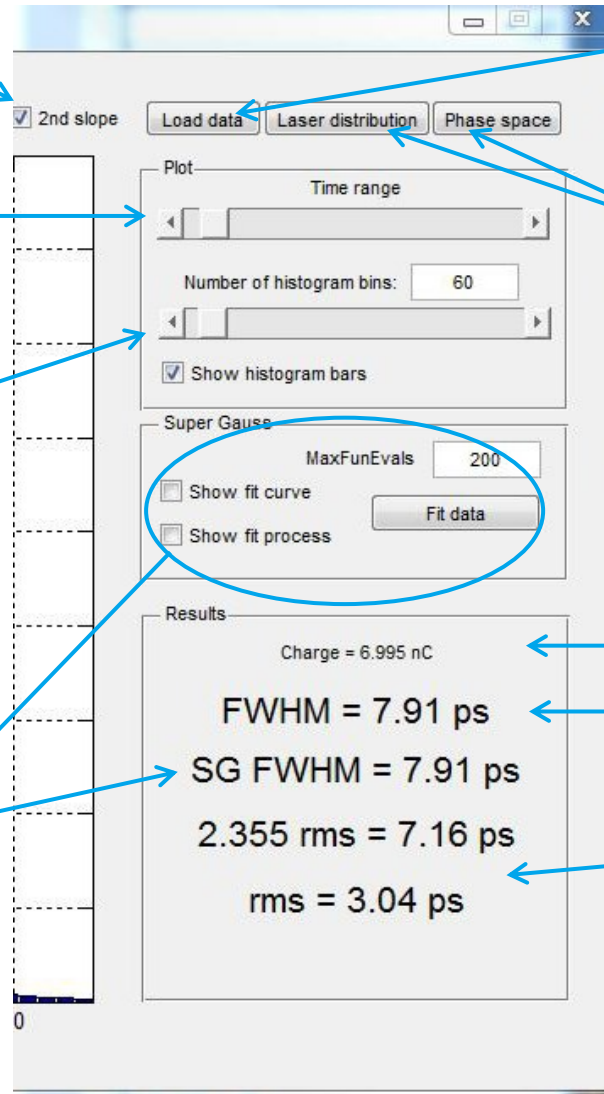 2nd slope Load data Laser distribution Phase space
Plot
Time range
Number of histogram bins: 60
Show histogram bars
Super Gauss
MaxFunEvals 200
Show fit curve
Fit data
Show fit process
Results
Charge = 6.995 nC
FWHM = 7.91 ps
SG FWHM = 7.91 ps
2.355 rms = 7.16 ps
rms = 3.04 ps
0